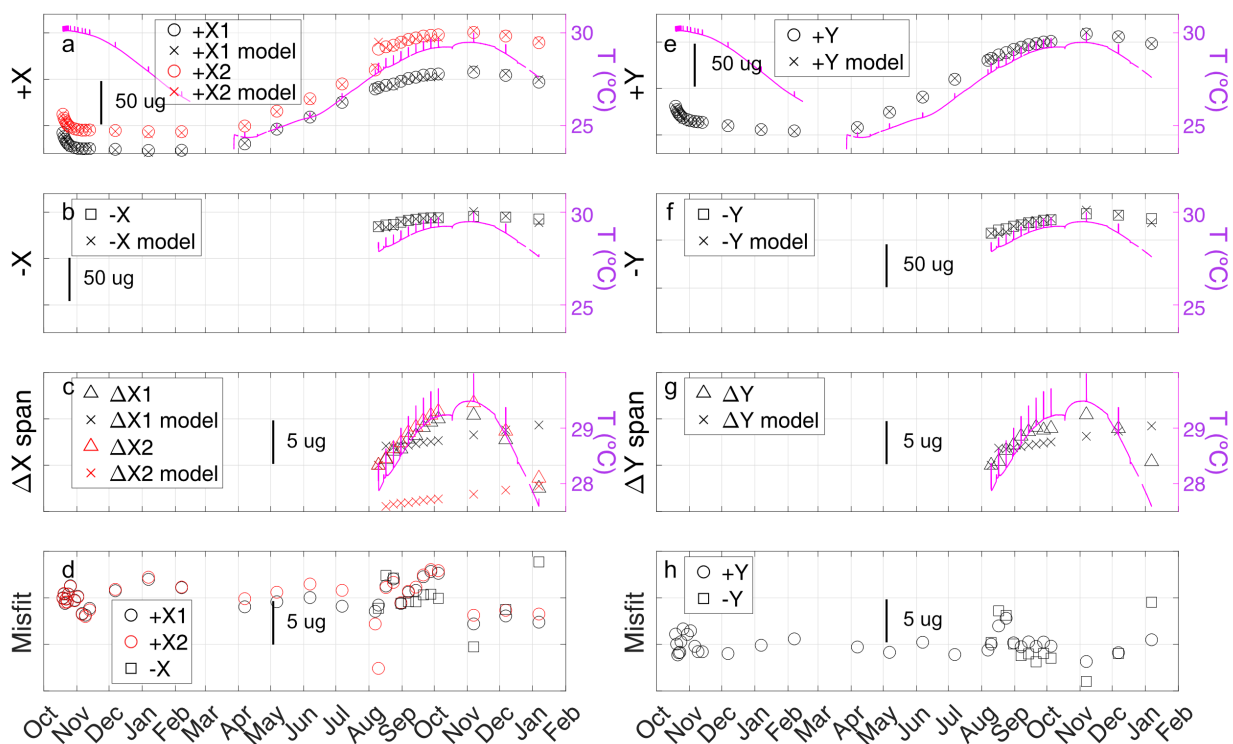 a
+X1
+X1 model
+X2
+X2 model
50 ug
+X
30
25
T (°C)
e
+Y
+Y model
50 ug
+Y
30
25
T (°C)
b
-X
-X model
50 ug
-X
30
25
T (°C)
f
-Y
-Y model
50 ug
-Y
30
25
T (°C)
c
ΔX1
ΔX1 model
ΔX2
ΔX2 model
5 ug
ΔX span
29
28
T (°C)
g
ΔY
ΔY model
5 ug
ΔY span
29
28
T (°C)
d
+X1
+X2
-X
5 ug
Misfit
h
+Y
-Y
5 ug
Misfit
Oct Nov Dec Jan Feb Mar Apr May Jun Jul Aug Sep Oct Nov Dec Jan Feb
Oct Nov Dec Jan Feb Mar Apr May Jun Jul Aug Sep Oct Nov Dec Jan Feb